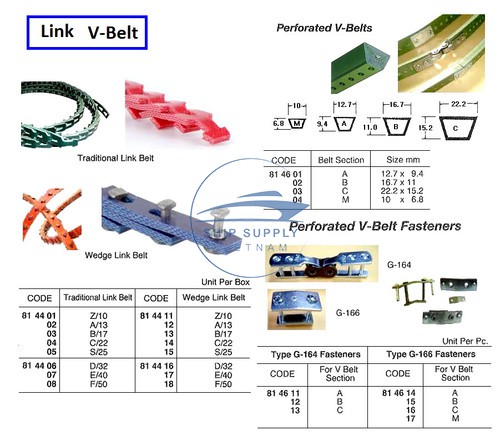 Link V-Belt
Perforated V-Belts
10
12.7
16.7
22.2
6.8 M
9.4 A
11.0 B
15.2 C
Traditional Link Belt
CODE Belt Section Size mm
81 46 01 A 12.7 x 9.4
02 B 16.7 x 11
03 C 22.2 x 15.2
04 M 10 x 6.8
SHIP SUPPLY
VIETNAM
Perforated V-Belt Fasteners
Wedge Link Belt
G-164
G-166
Unit Per Box
CODE Traditional Link Belt CODE Wedge Link Belt
81 44 01 Z/10 81 44 11 Z/10
02 A/13 12 A/13
03 B/17 13 B/17
04 C/22 14 C/22
05 S/25 15 S/25
81 44 06 D/32 81 44 16 D/32
07 E/40 17 E/40
08 F/50 18 F/50
Unit Per Pc.
Type G-164 Fasteners Type G-166 Fasteners
CODE For V Belt Section CODE For V Belt Section
81 46 11 A 81 46 14 A
12 B 15 B
13 C 16 C
17 M